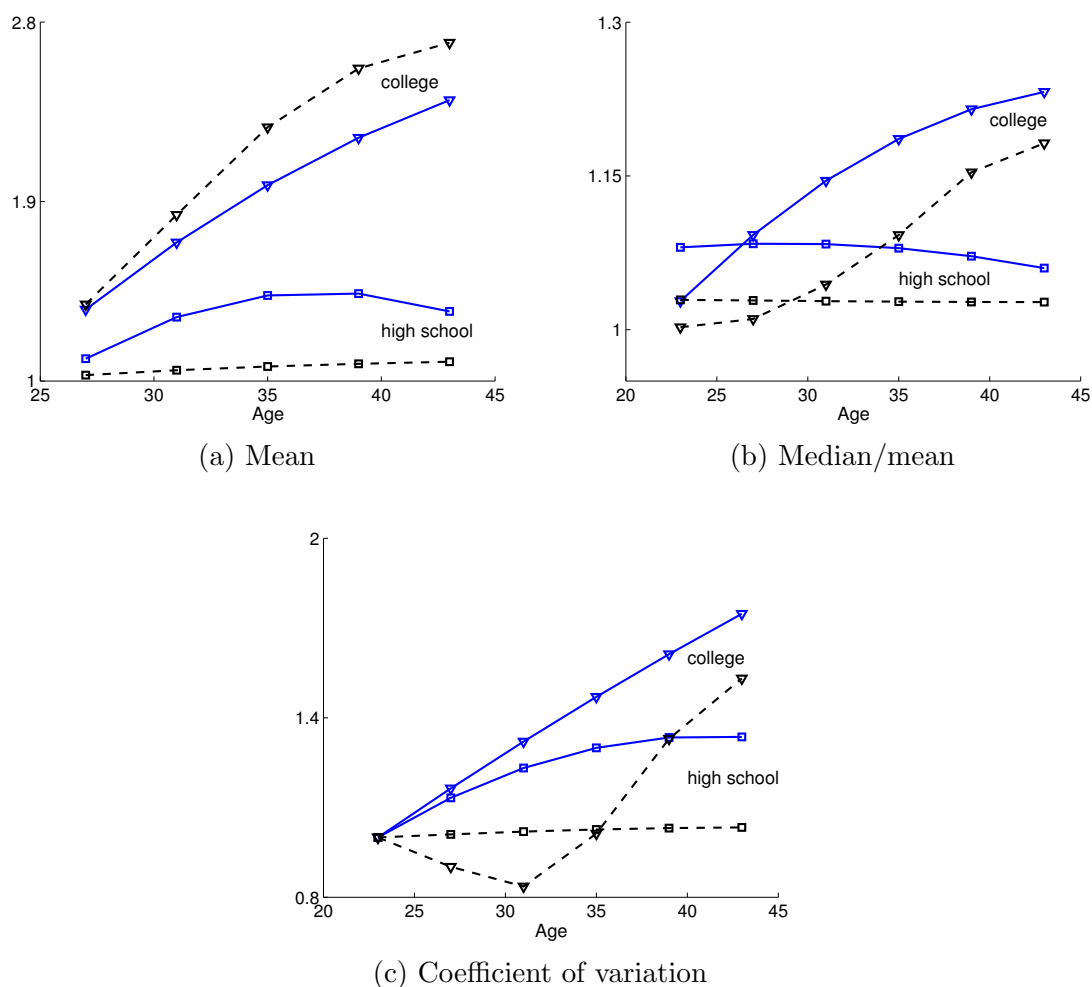 2.8
college
1.9
high school
1
25 30 35 40 45
Age
(a) Mean
1.3
college
1.15
high school
1
20 25 30 35 40 45
Age
(b) Median/mean
2
college
1.4
high school
0.8
20 25 30 35 40 45
Age
(c) Coefficient of variation